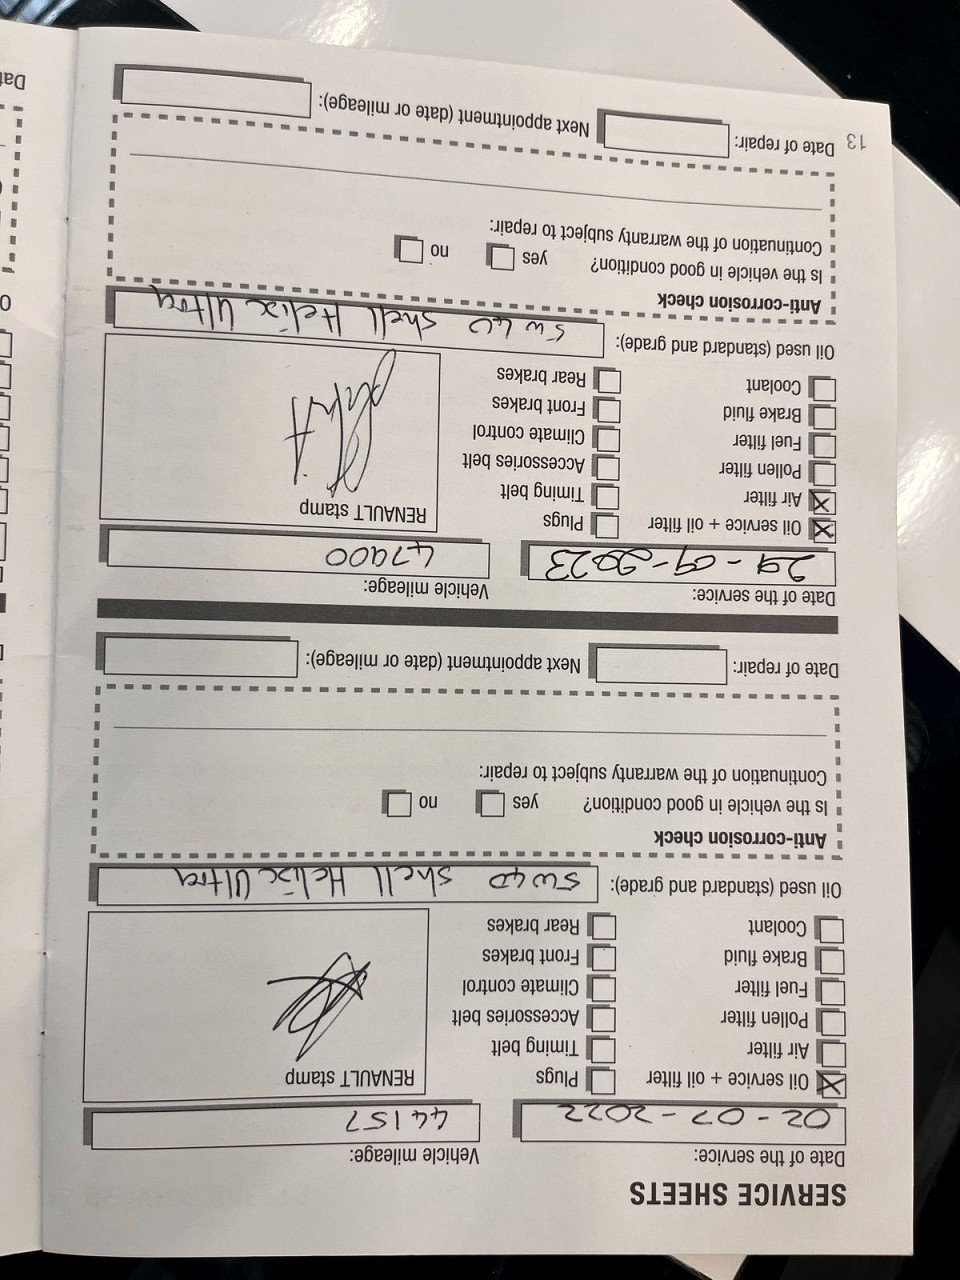 SERVICE SHEETS
Date of the service: 02-07-2022 Vehicle mileage: 44157
Oil service + oil filter Plugs RENAULT stamp
Air filter Timing belt
Pollen filter Accessories belt
Fuel filter Climate control
Brake fluid Front brakes
Coolant Rear brakes
Oil used (standard and grade): 5W40 Shell Helix Ultra
Anti-corrosion check
Is the vehicle in good condition? yes no
Continuation of the warranty subject to repair:
Date of repair: Next appointment (date or mileage):
Date of the service: 29-09-2023 Vehicle mileage: 47900
Oil service + oil filter Plugs RENAULT stamp
Air filter Timing belt
Pollen filter Accessories belt
Fuel filter Climate control
Brake fluid Front brakes
Coolant Rear brakes
Oil used (standard and grade): 5W40 Shell Helix Ultra
Anti-corrosion check
Is the vehicle in good condition? yes no
Continuation of the warranty subject to repair:
Date of repair: Next appointment (date or mileage):
13